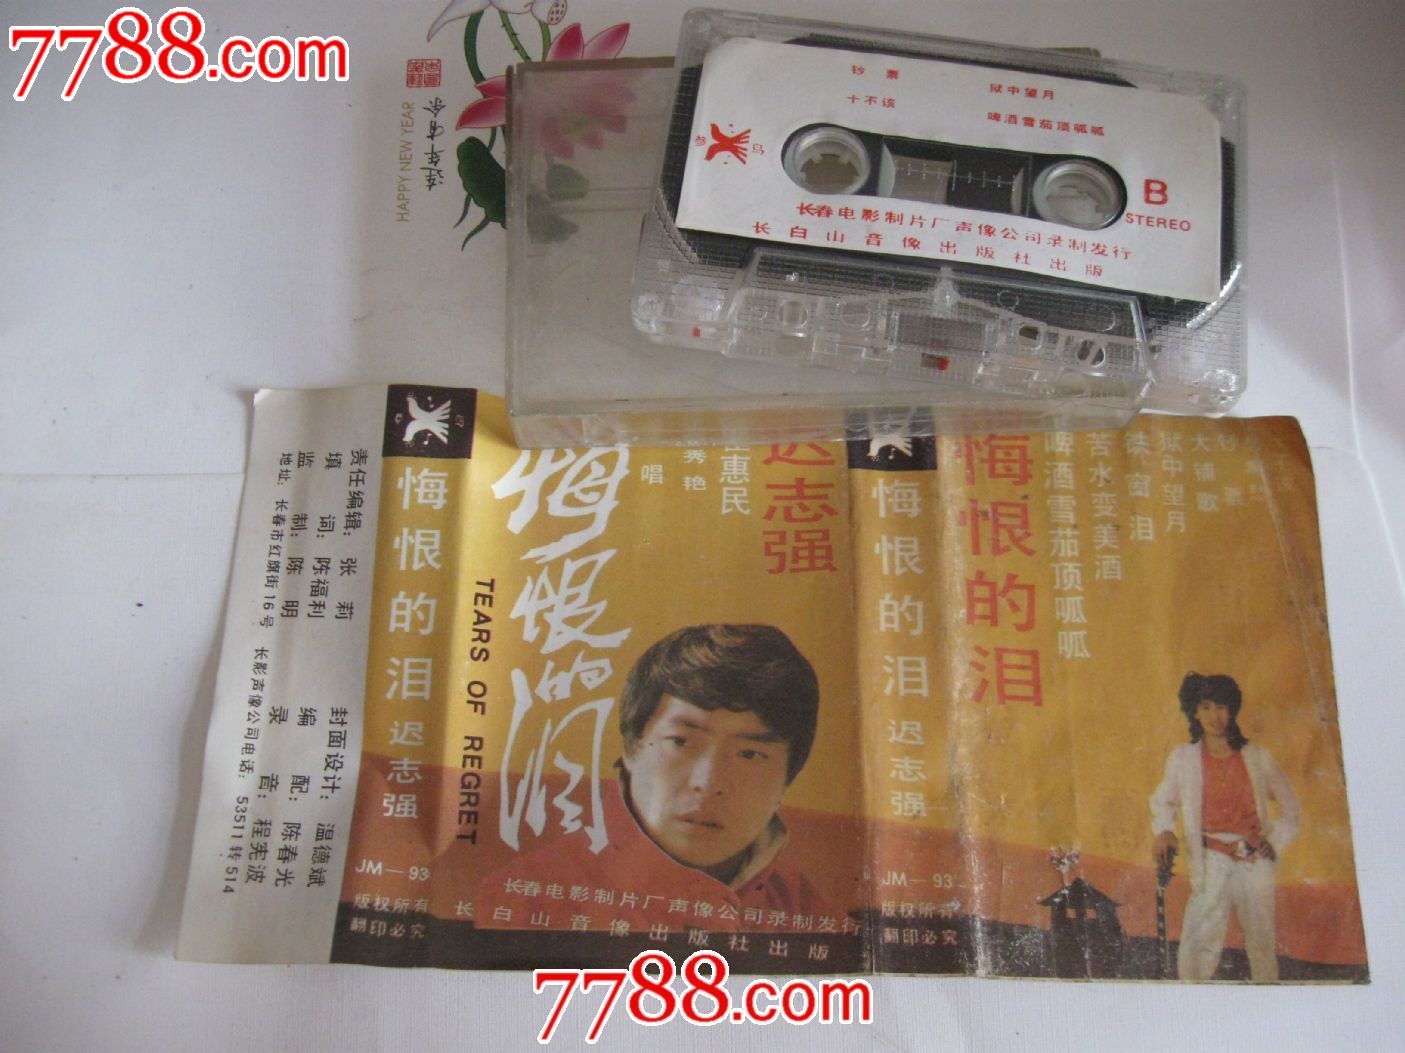 7788.com
HAPPY NEW YEAR
钞票
狱中望月
十不该
啤酒雪茄顶呱呱
参
鸟
B
STEREO
长春电影制片厂声像公司录制发行
长白山音像出版社出版
责任编辑：张莉
填词：陈福利
监制：陈明
地址：长春市红旗街16号 长影声像公司电话：53511转514
封面设计：温德斌
编配：陈春光
录音：程宪波
悔恨的泪
迟志强
JM—93
版权所有
翻印必究
悔恨的泪
TEARS OF REGRET
迟志强
惠民
艳
唱
长春电影制片厂声像公司录制发行
长白山音像出版社出版
悔恨的泪
迟志强
JM—93
版权所有
翻印必究
悔恨的泪
啤酒雪茄顶呱呱
苦水变美酒
铁窗泪
狱中望月
大铺歌
7788.com